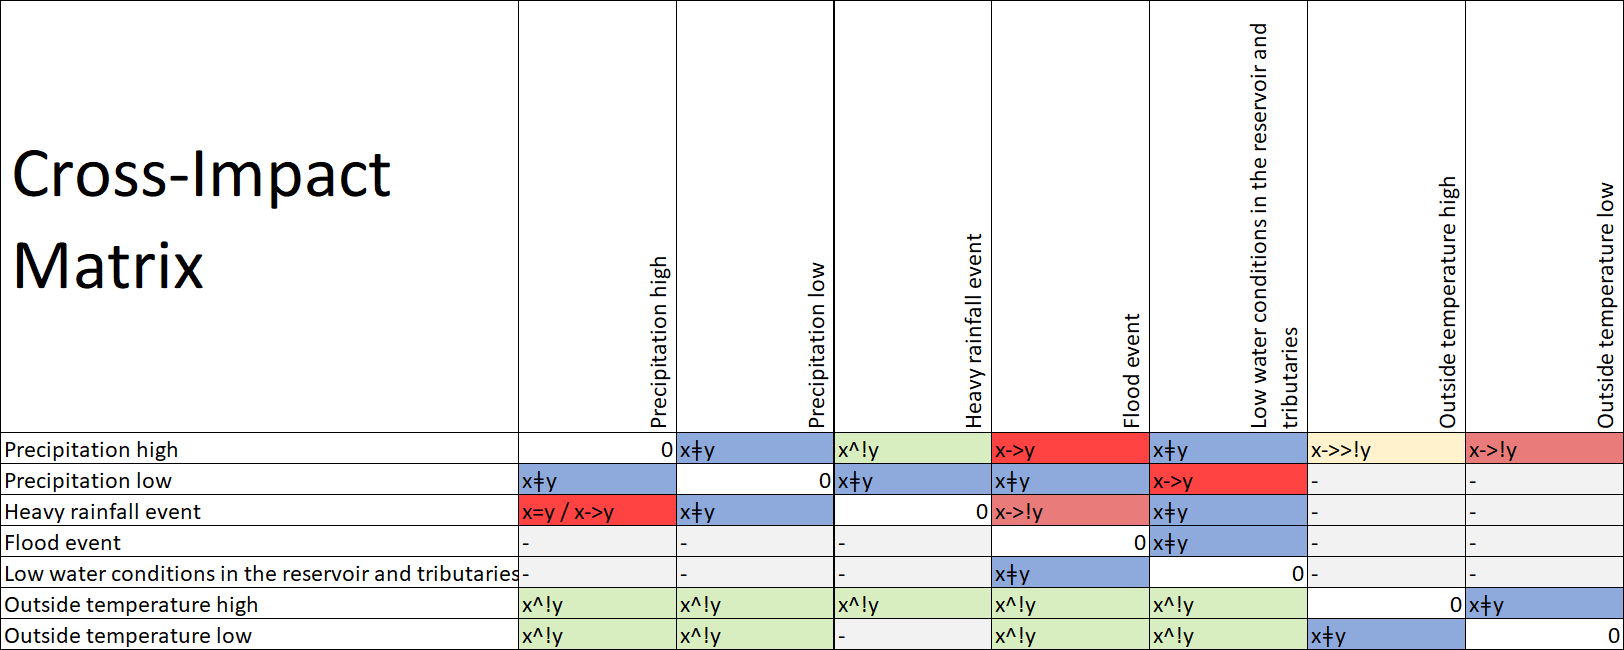 Cross-Impact
Matrix
Precipitation high
Precipitation low
Heavy rainfall event
Flood event
Low water conditions in the reservoir and
tributaries
Outside temperature high
Outside temperature low
Precipitation high 0 x‡y x^!y x->y x‡y x->>!y x->!y
Precipitation low x‡y 0 x‡y x‡y x->y - -
Heavy rainfall event x=y / x->y x‡y 0 x->!y x‡y - -
Flood event - - - 0 x‡y - -
Low water conditions in the reservoir and tributaries - - - x‡y 0 - -
Outside temperature high x^!y x^!y x^!y x^!y x^!y 0 x‡y
Outside temperature low x^!y x^!y - x^!y x^!y x‡y 0